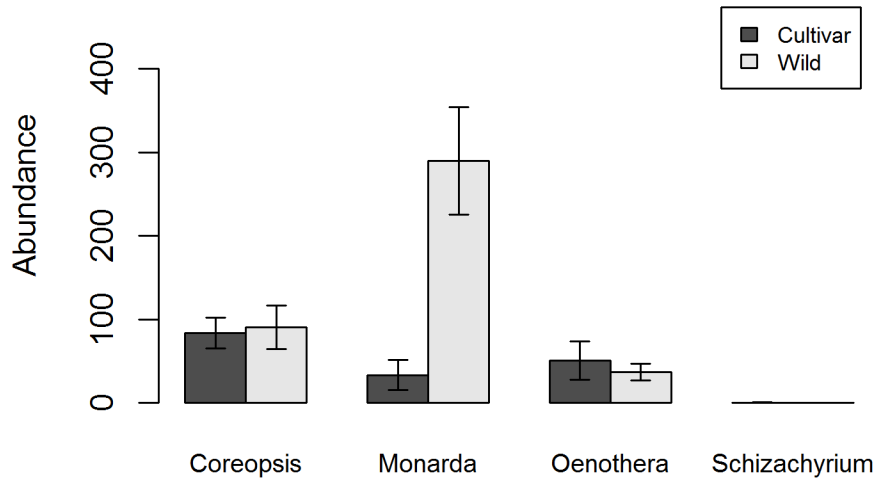 Cultivar
Wild
Abundance
400
300
200
100
0
Coreopsis Monarda Oenothera Schizachyrium